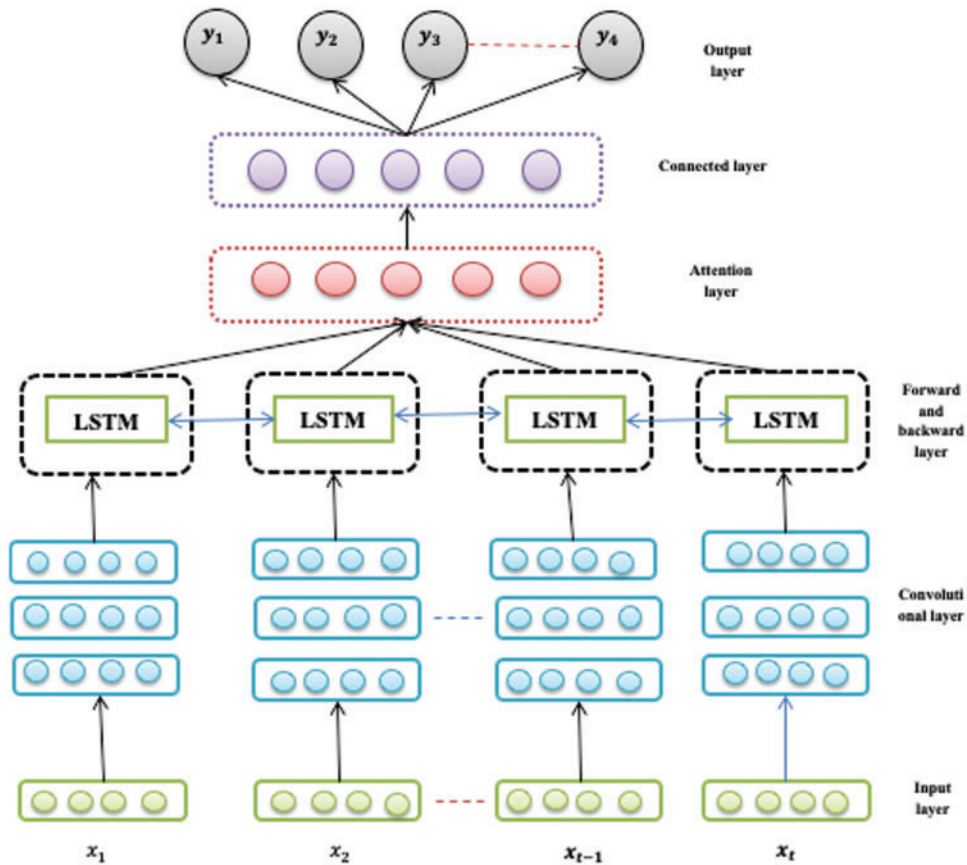 y₁ y₂ y₃ y₄
Output
layer
Connected layer
Attention
layer
LSTM LSTM LSTM LSTM
Forward
and
backward
layer
Convoluti
onal layer
Input
layer
x₁ x₂ xₜ₋₁ xₜ